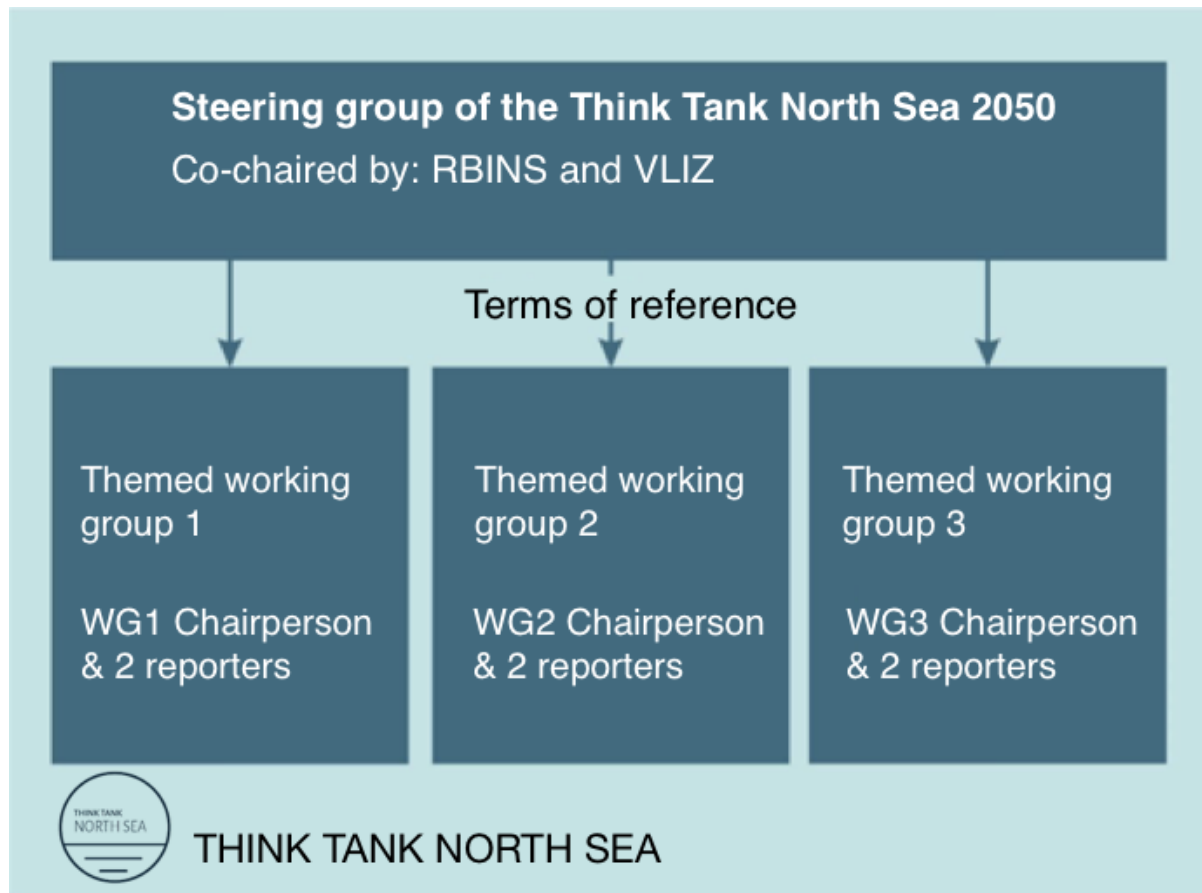 Steering group of the Think Tank North Sea 2050
Co-chaired by: RBINS and VLIZ
Terms of reference
Themed working
group 1
WG1 Chairperson
& 2 reporters
Themed working
group 2
WG2 Chairperson
& 2 reporters
Themed working
group 3
WG3 Chairperson
& 2 reporters
THINK TANK
NORTH SEA
THINK TANK NORTH SEA